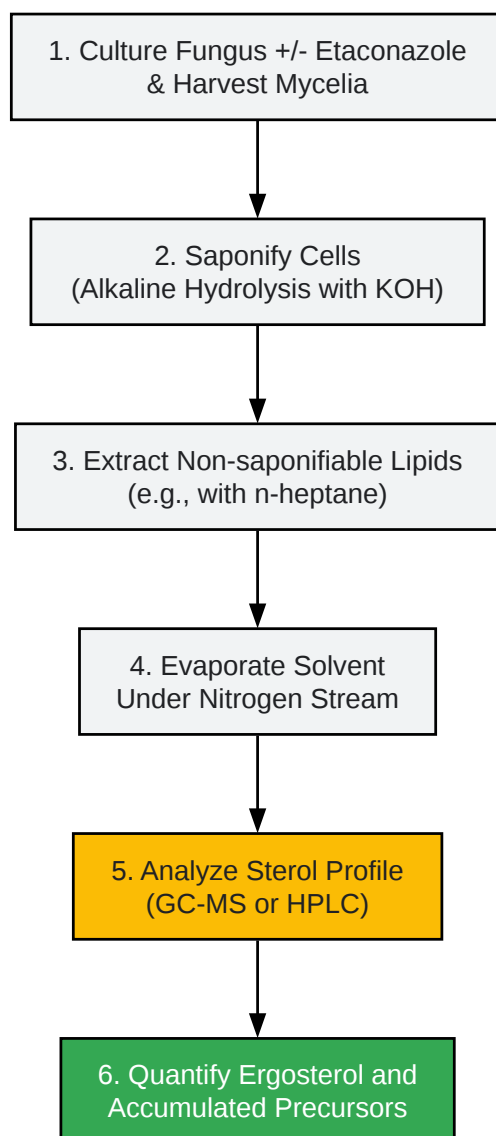 1. Culture Fungus +/- Etaconazole
& Harvest Mycelia
2. Saponify Cells
(Alkaline Hydrolysis with KOH)
3. Extract Non-saponifiable Lipids
(e.g., with n-heptane)
4. Evaporate Solvent
Under Nitrogen Stream
5. Analyze Sterol Profile
(GC-MS or HPLC)
6. Quantify Ergosterol and
Accumulated Precursors